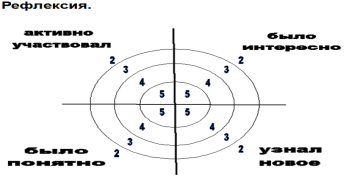 Рефлексия.
активно
участвовал
было
интересно
2 2
3 3
4 4
5 5
5 5
4 4
3 3
2 2
было
понятно
узнал
новое